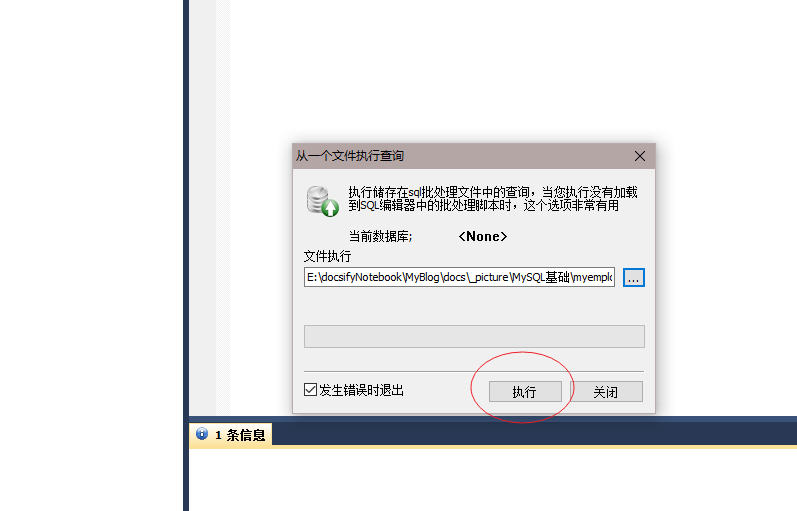 从一个文件执行查询
执行储存在sql批处理文件中的查询，当您执行没有加载
到SQL编辑器中的批处理脚本时，这个选项非常有用
当前数据库; <None>
文件执行
E:\docsifyNotebook\MyBlog\docs\_picture\MySQL基础\myemplo
...
发生错误时退出 执行 关闭
1 条信息